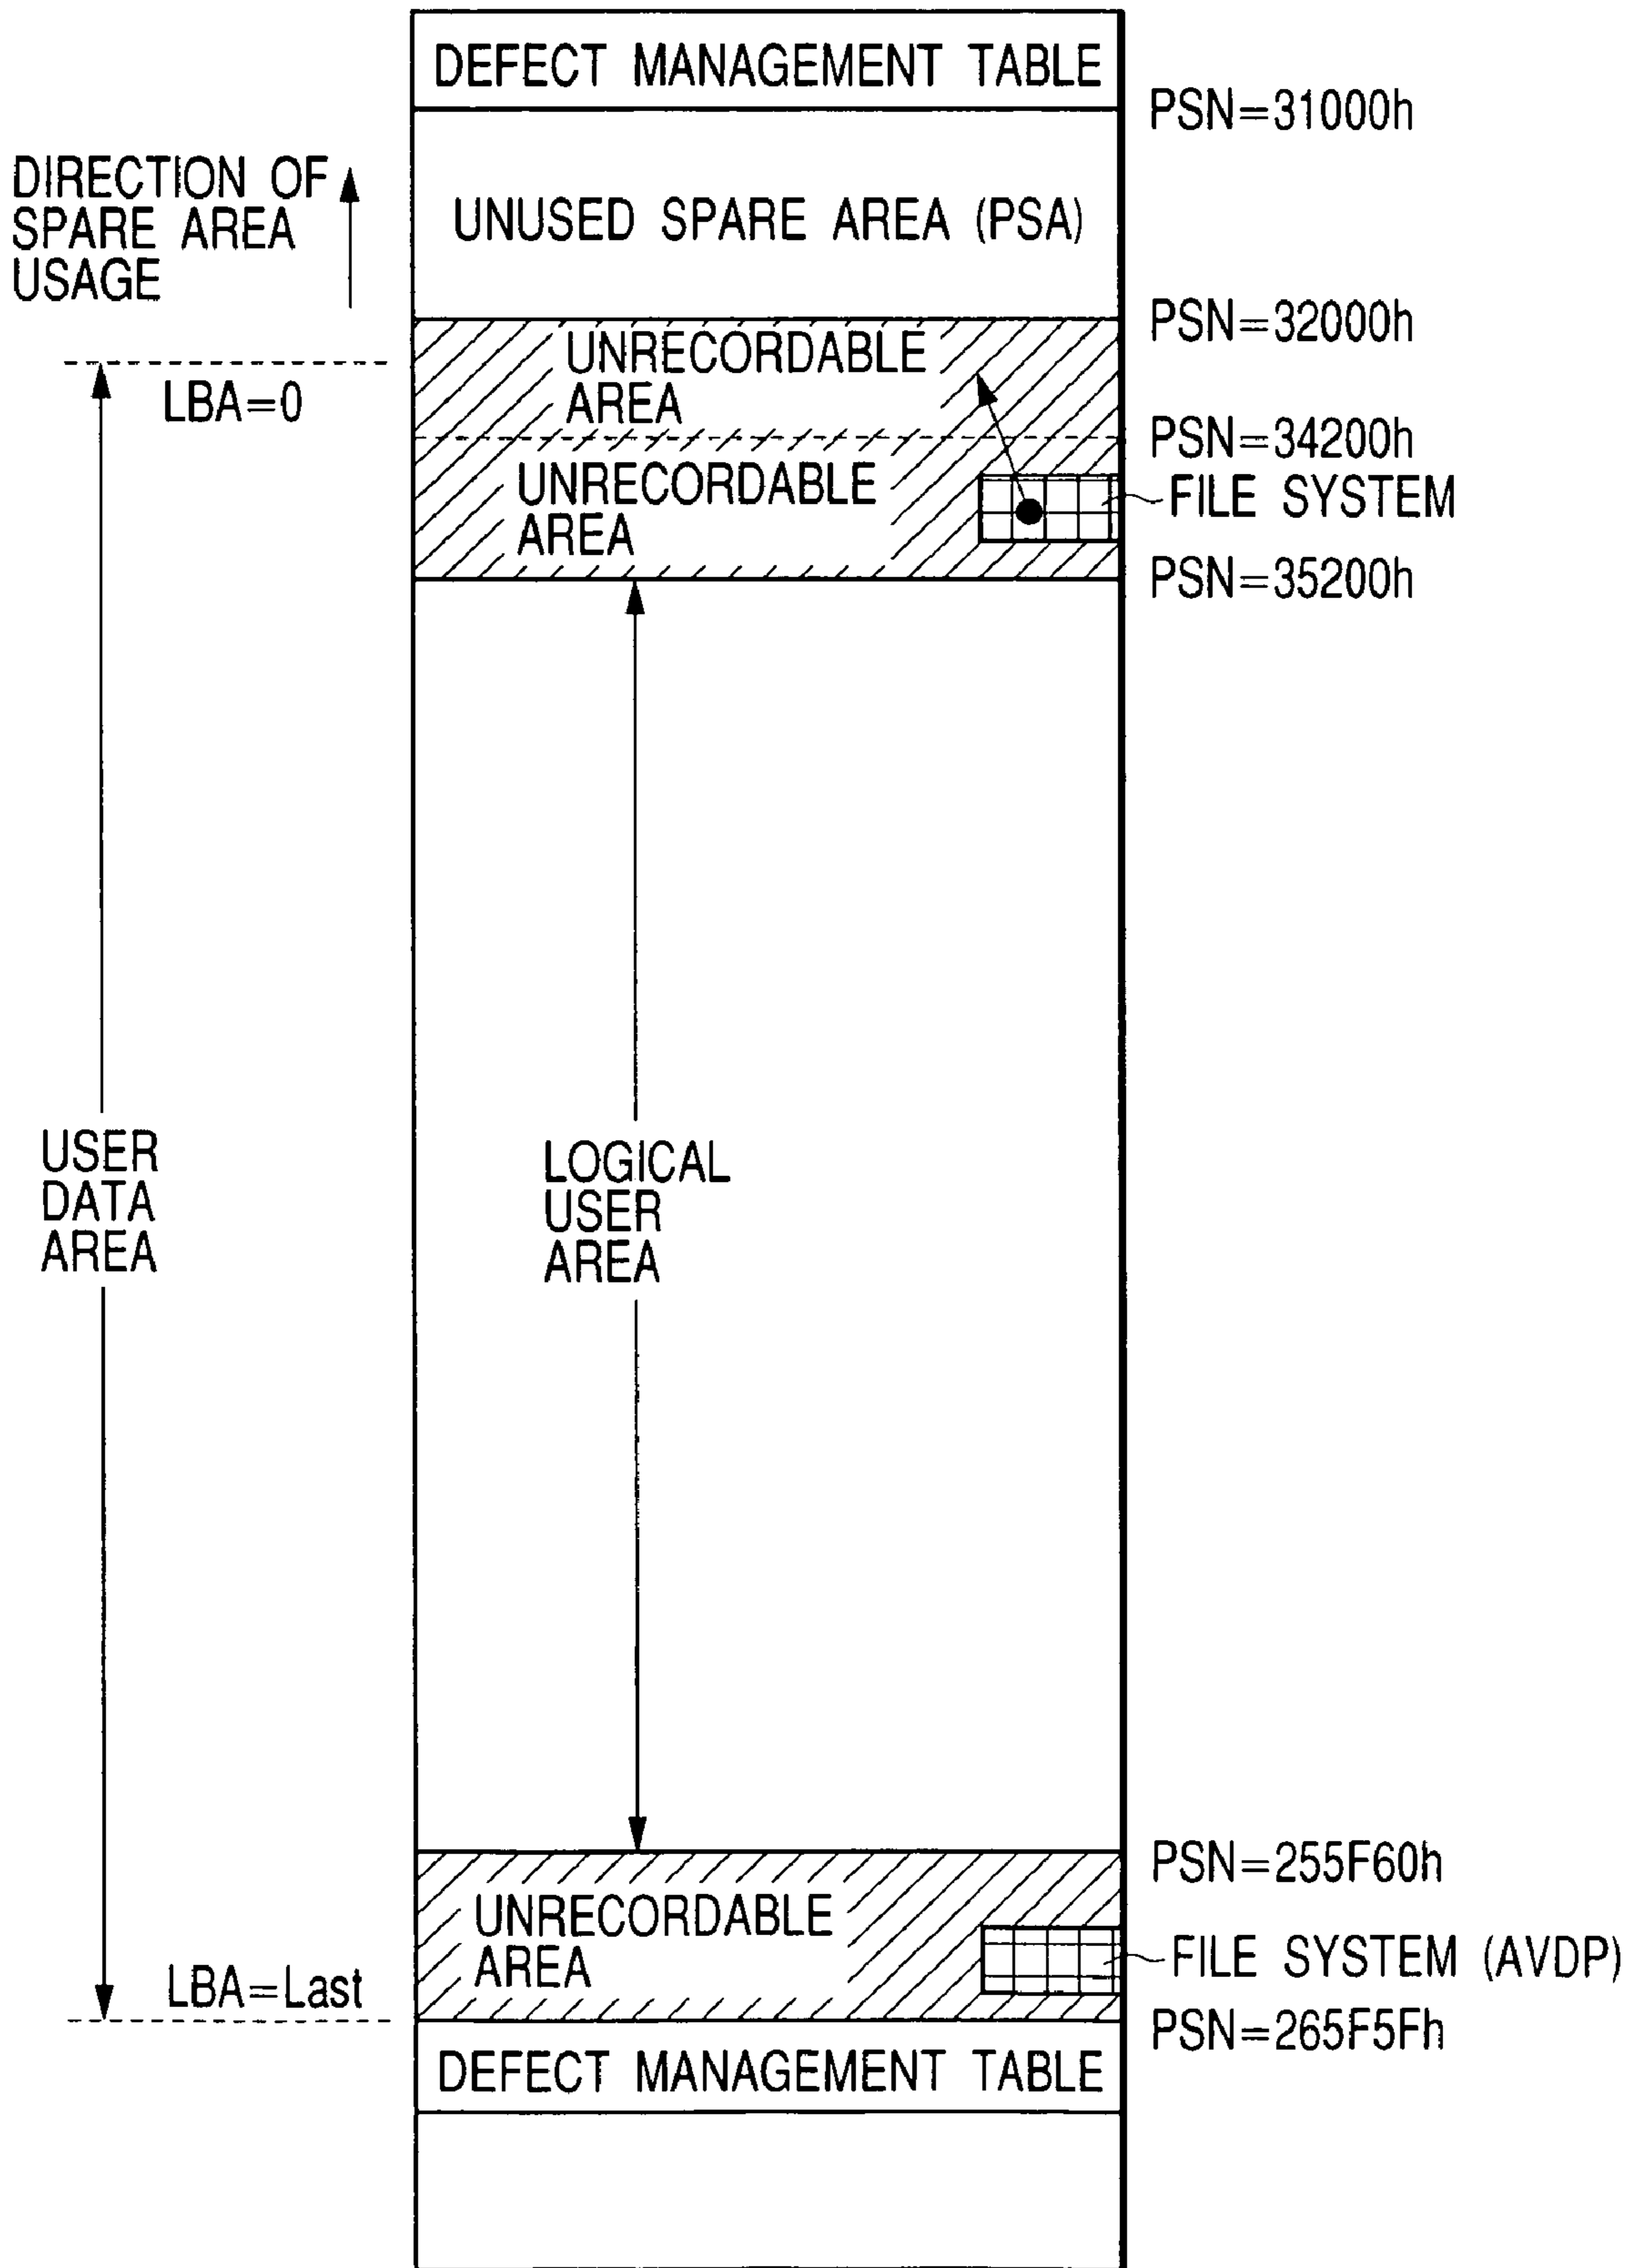 DEFECT MANAGEMENT TABLE
PSN=31000h
DIRECTION OF
SPARE AREA
USAGE
UNUSED SPARE AREA (PSA)
PSN=32000h
UNRECORDABLE
AREA
LBA=0
PSN=34200h
UNRECORDABLE
AREA
FILE SYSTEM
PSN=35200h
USER
DATA
AREA
LOGICAL
USER
AREA
PSN=255F60h
UNRECORDABLE
AREA
FILE SYSTEM (AVDP)
LBA=Last
PSN=265F5Fh
DEFECT MANAGEMENT TABLE